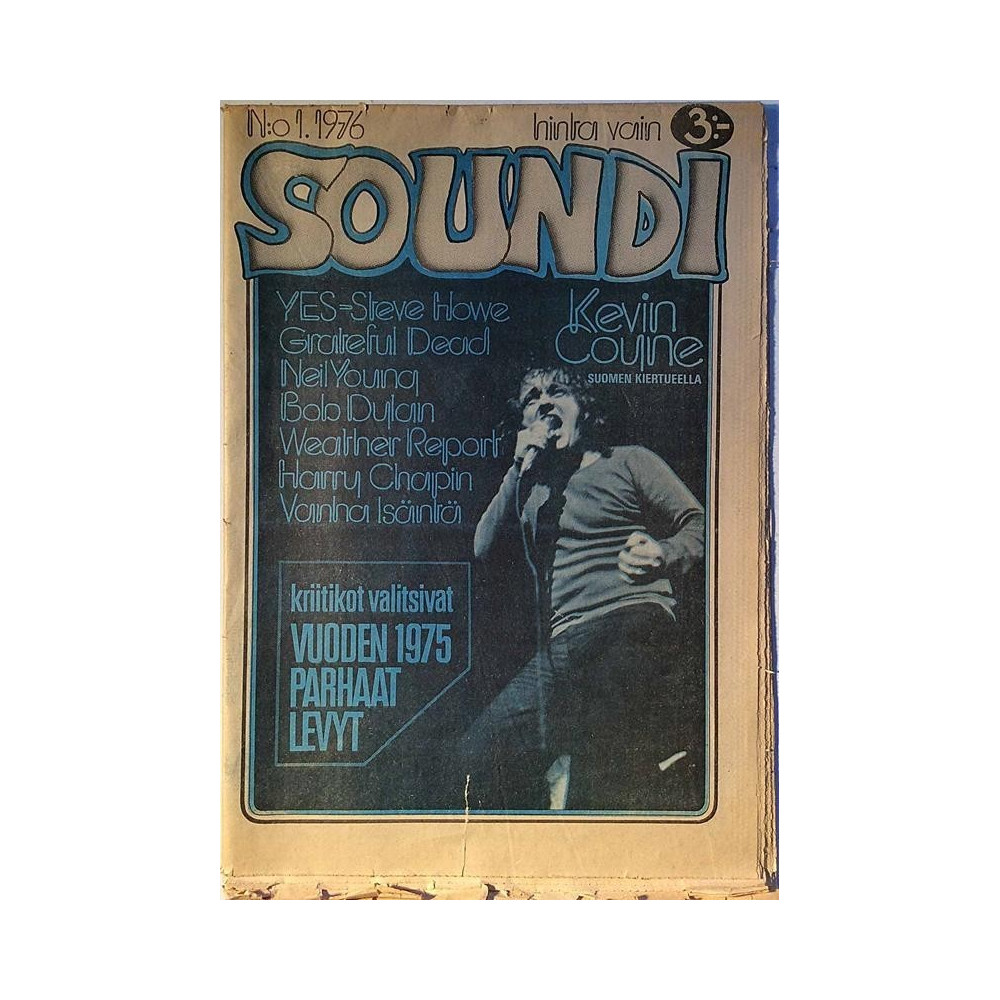 N:o 1. 1976
hinta vain 3:-
SOUNDI
YES-Steve Howe
Grateful Dead
Neil Young
Bob Dylan
Weather Report
Harry Chapin
Vanha Isäntä
Kevin
Coyne
SUOMEN KIERTUEELLA
kriitikot valitsivat
VUODEN 1975
PARHAAT
LEVYT